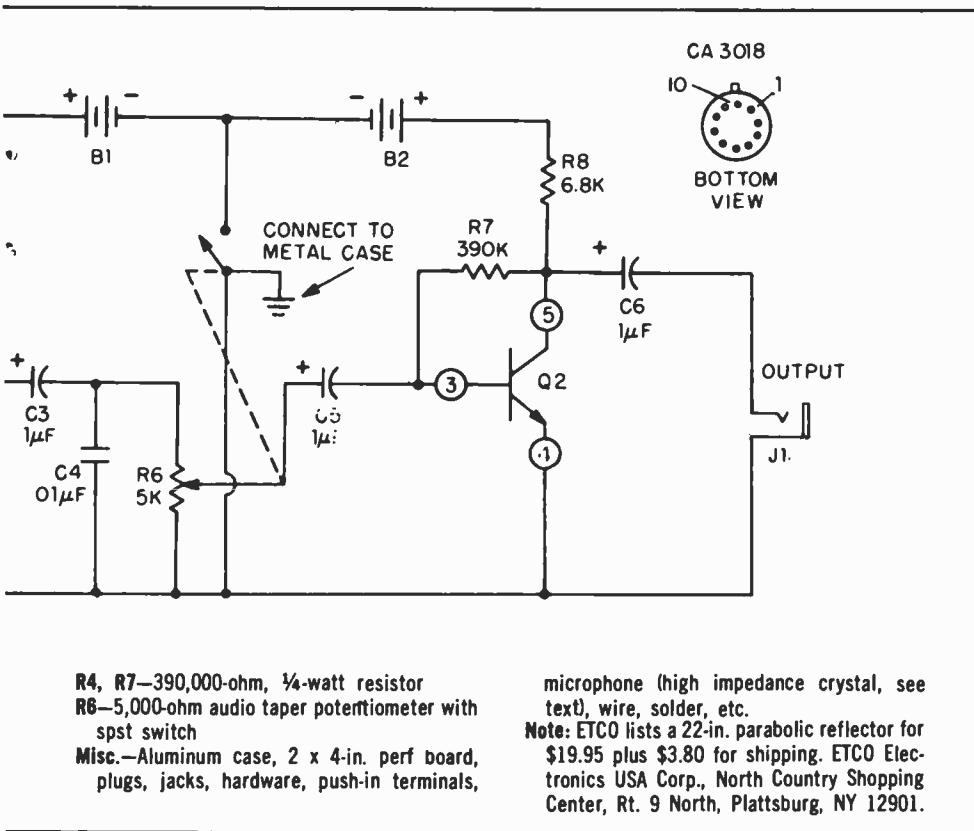 CA 3018
10
1
BOTTOM
VIEW
+ -
B1
- +
B2
R8
6.8K
CONNECT TO
METAL CASE
R7
390K
+
C6
1µF
5
Q2
3
OUTPUT
J1.
+
C3
1µF
C4
01µF
R6
5K
+
R4, R7—390,000-ohm, ¼-watt resistor
R6—5,000-ohm audio taper potentiometer with
spst switch
Misc.—Aluminum case, 2 x 4-in. perf board,
plugs, jacks, hardware, push-in terminals,
microphone (high impedance crystal, see
text), wire, solder, etc.
Note: ETCO lists a 22-in. parabolic reflector for
$19.95 plus $3.80 for shipping. ETCO Elec-
tronics USA Corp., North Country Shopping
Center, Rt. 9 North, Plattsburg, NY 12901.